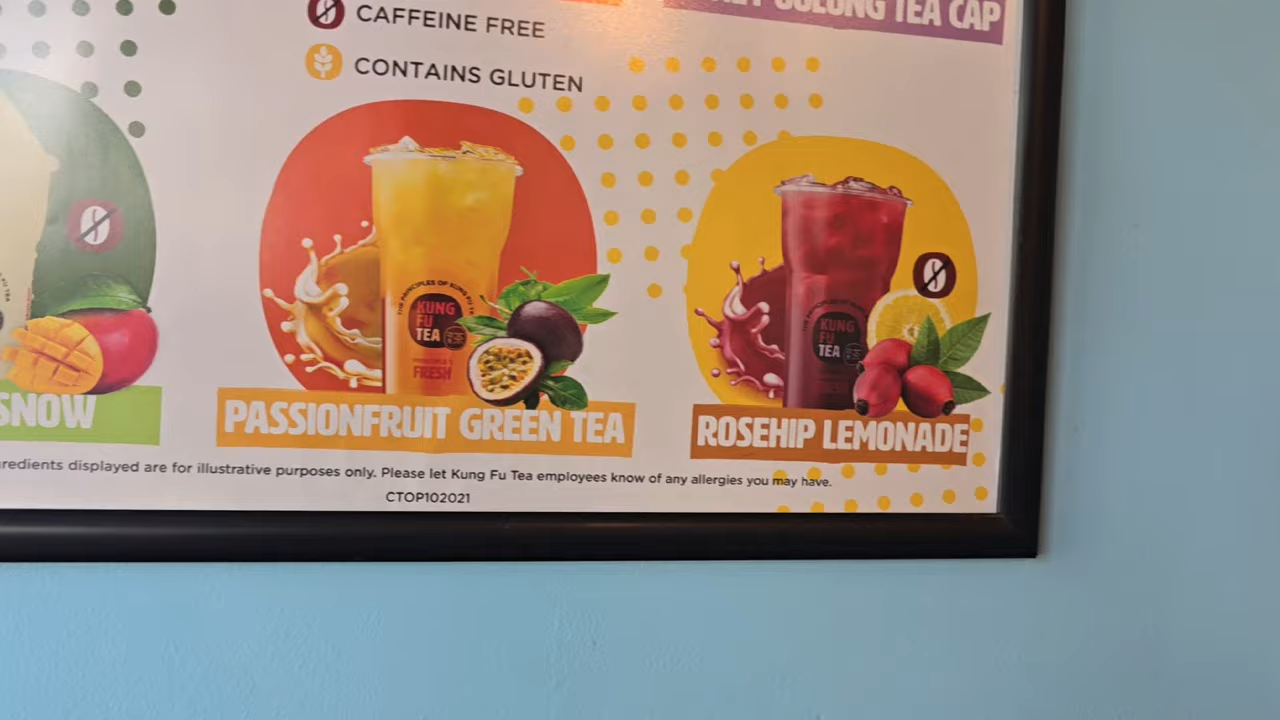 OOLONG TEA CAP
CAFFEINE FREE
CONTAINS GLUTEN
KUNG
FU
TEA
FRESH
KUNG
FU
TEA
SNOW
PASSIONFRUIT GREEN TEA
ROSEHIP LEMONADE
redients displayed are for illustrative purposes only. Please let Kung Fu Tea employees know of any allergies you may have.
CTOP102021